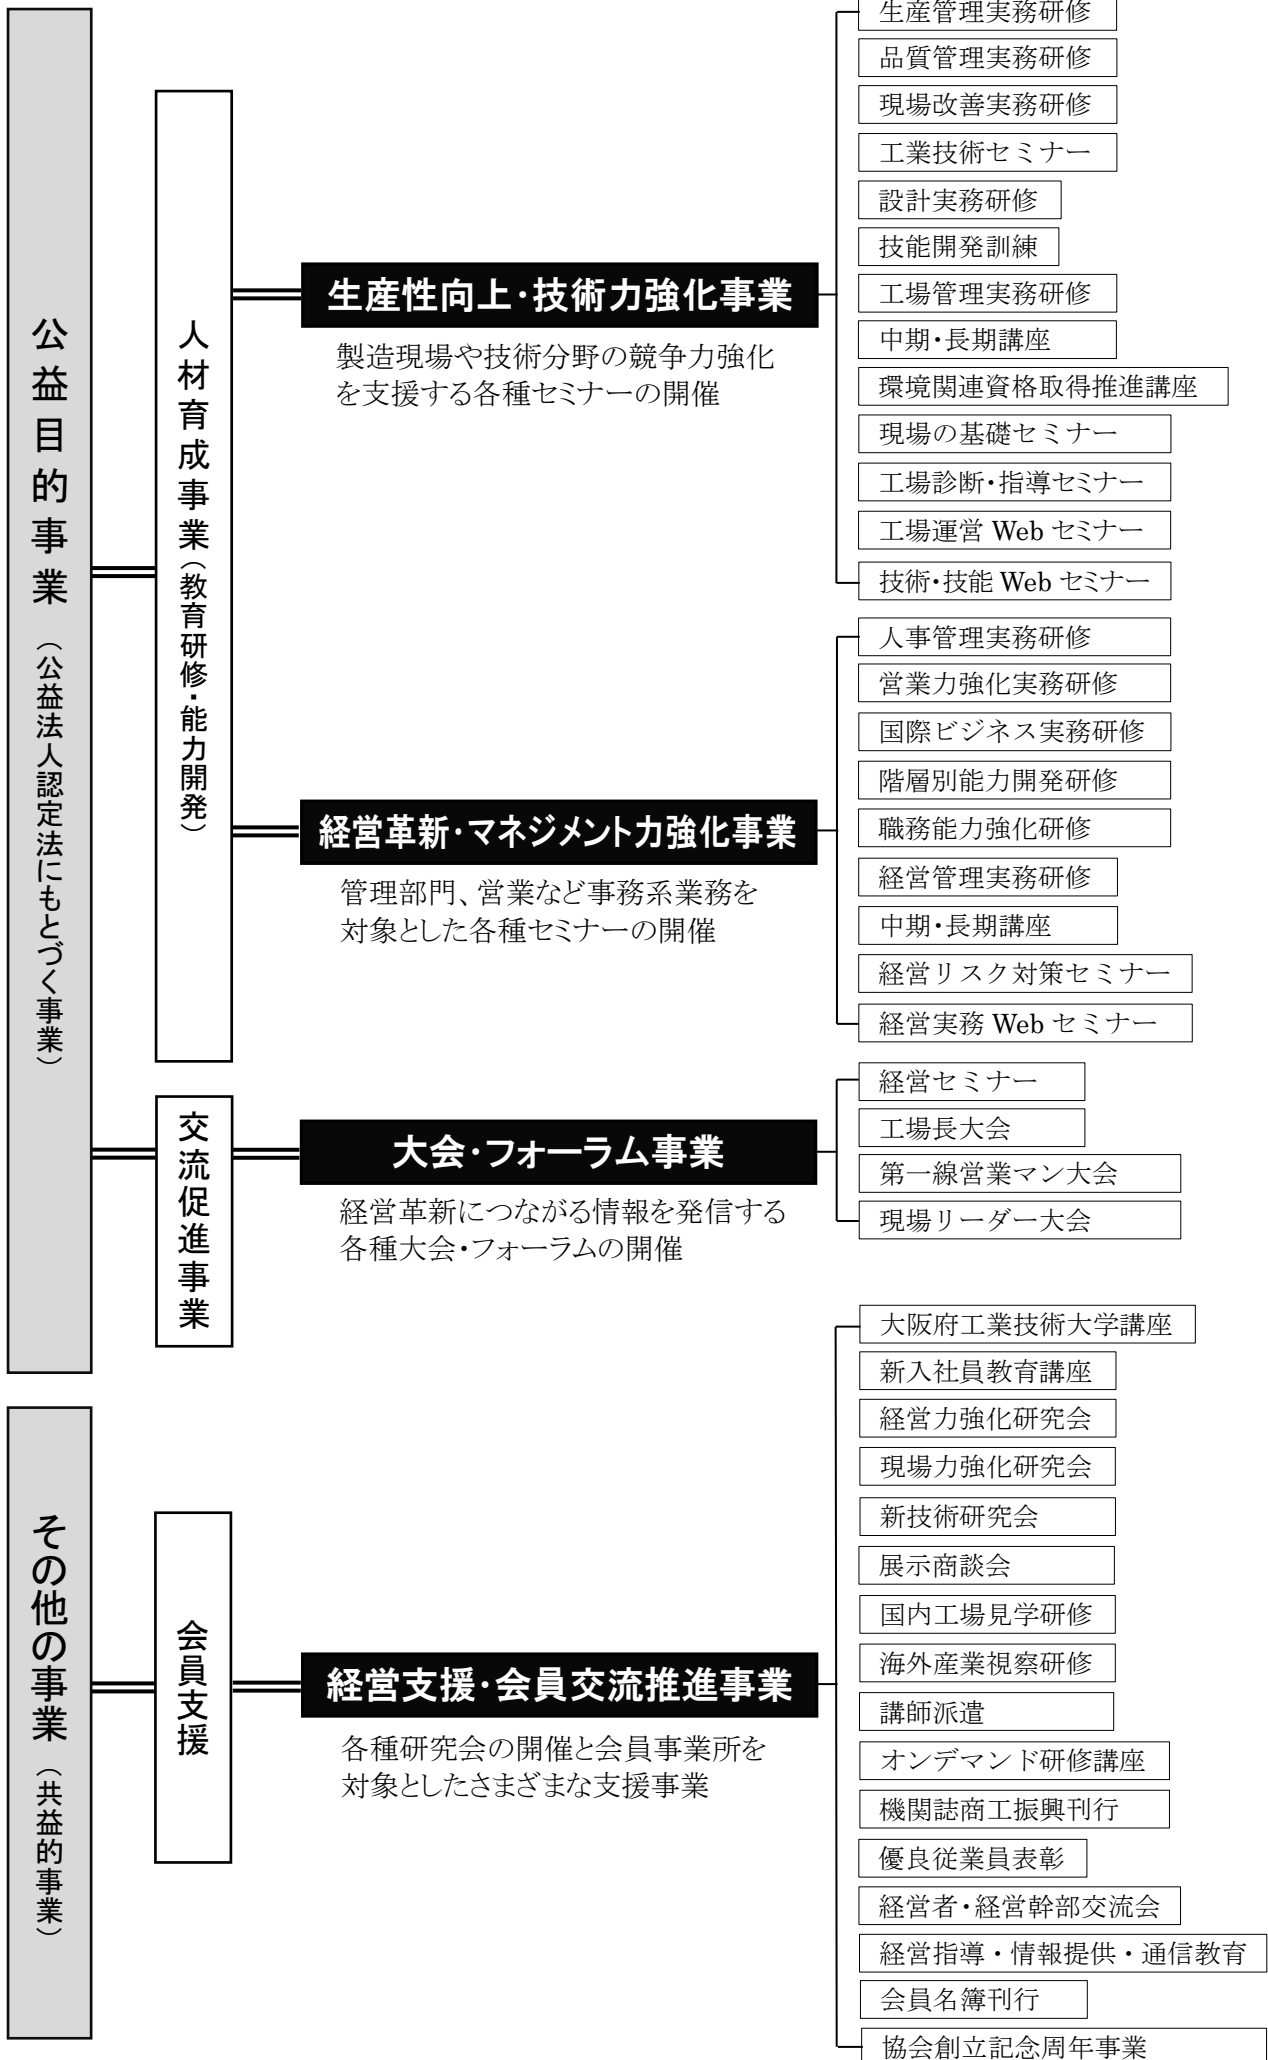 公益目的事業（公益法人認定法にもとづく事業）
人材育成事業（教育研修・能力開発）
生産性向上・技術力強化事業
製造現場や技術分野の競争力強化
を支援する各種セミナーの開催
生産管理実務研修
品質管理実務研修
現場改善実務研修
工業技術セミナー
設計実務研修
技能開発訓練
工場管理実務研修
中期・長期講座
環境関連資格取得推進講座
現場の基礎セミナー
工場診断・指導セミナー
工場運営 Web セミナー
技術・技能 Web セミナー
経営革新・マネジメント力強化事業
管理部門、営業など事務系業務を
対象とした各種セミナーの開催
人事管理実務研修
営業力強化実務研修
国際ビジネス実務研修
階層別能力開発研修
職務能力強化研修
経営管理実務研修
中期・長期講座
経営リスク対策セミナー
経営実務 Web セミナー
交流促進事業
大会・フォーラム事業
経営革新につながる情報を発信する
各種大会・フォーラムの開催
経営セミナー
工場長大会
第一線営業マン大会
現場リーダー大会
その他の事業（共益的事業）
会員支援
経営支援・会員交流推進事業
各種研究会の開催と会員事業所を
対象としたさまざまな支援事業
大阪府工業技術大学講座
新入社員教育講座
経営力強化研究会
現場力強化研究会
新技術研究会
展示商談会
国内工場見学研修
海外産業視察研修
講師派遣
オンデマンド研修講座
機関誌商工振興刊行
優良従業員表彰
経営者・経営幹部交流会
経営指導・情報提供・通信教育
会員名簿刊行
協会創立記念周年事業